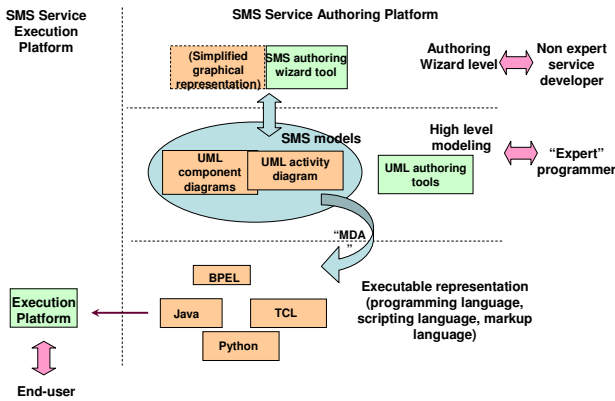 SMS Service
Execution
Platform
SMS Service Authoring Platform
(Simplified
graphical
representation)
SMS authoring
wizard tool
Authoring
Wizard level
Non expert
service
developer
SMS models
UML
component
diagrams
UML activity
diagram
UML authoring
tools
High level
modeling
“Expert”
programmer
“MDA
”
BPEL
Java
TCL
Python
Executable representation
(programming language,
scripting language, markup
language)
Execution
Platform
End-user